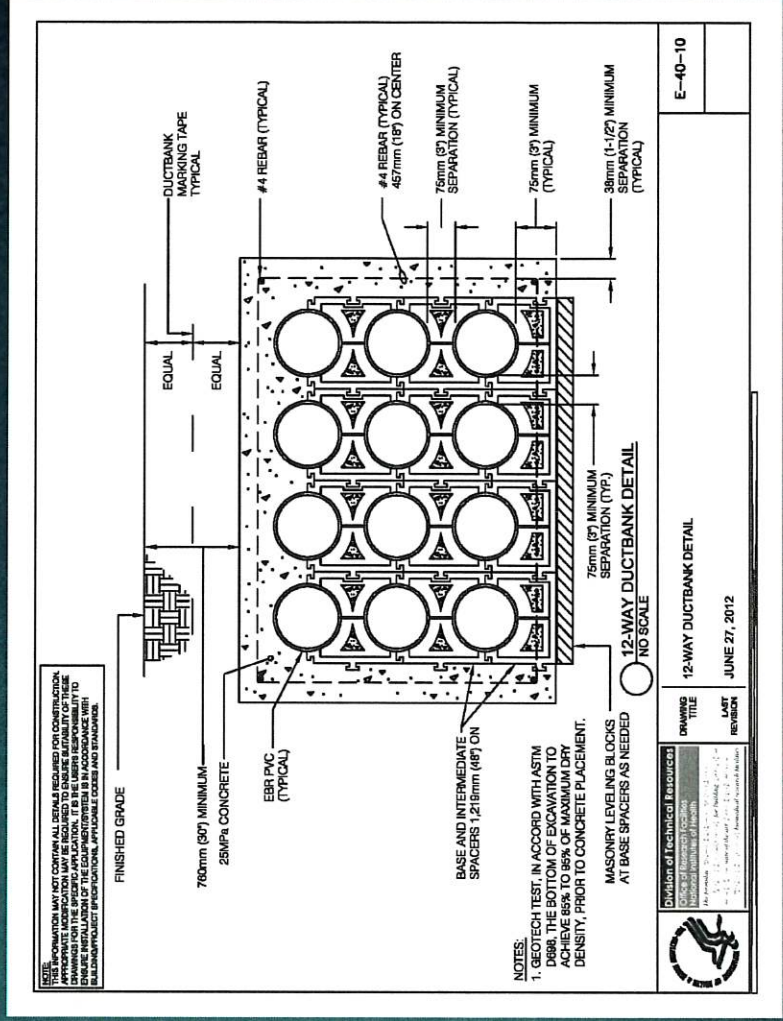 NOTE:
THIS INFORMATION MAY NOT CONTAIN ALL DETAILS REQUIRED FOR CONSTRUCTION.
APPROPRIATE MODIFICATION MAY BE REQUIRED TO ENSURE SUITABILITY OF THESE
DRAWINGS FOR THE SPECIFIC APPLICATION. IT IS THE USER'S RESPONSIBILITY TO
ENSURE INSTALLATION OF THE EQUIPMENT/SYSTEM IS IN ACCORDANCE WITH
BUILDING/PROJECT SPECIFICATIONS, APPLICABLE CODES AND STANDARDS.
FINISHED GRADE
760mm (30") MINIMUM
25MPa CONCRETE
EBR PVC
(TYPICAL)
EQUAL
EQUAL
DUCTBANK
MARKING TAPE
TYPICAL
#4 REBAR (TYPICAL)
#4 REBAR (TYPICAL)
457mm (18") ON CENTER
75mm (3") MINIMUM
SEPARATION (TYPICAL)
75mm (3") MINIMUM
(TYPICAL)
38mm (1-1/2") MINIMUM
SEPARATION
(TYPICAL)
BASE AND INTERMEDIATE
SPACERS 1,219mm (48") ON
75mm (3") MINIMUM
SEPARATION (TYP.)
NOTES:
1. GEOTECH TEST, IN ACCORD WITH ASTM
D698, THE BOTTOM OF EXCAVATION TO
ACHIEVE 85% TO 95% OF MAXIMUM DRY
DENSITY, PRIOR TO CONCRETE PLACEMENT.
MASONRY LEVELING BLOCKS
AT BASE SPACERS AS NEEDED
12-WAY DUCTBANK DETAIL
NO SCALE
Division of Technical Resources
Office of Research Facilities
National Institutes of Health
DRAWING
TITLE
12-WAY DUCTBANK DETAIL
LAST
REVISION
JUNE 27, 2012
E-40-10